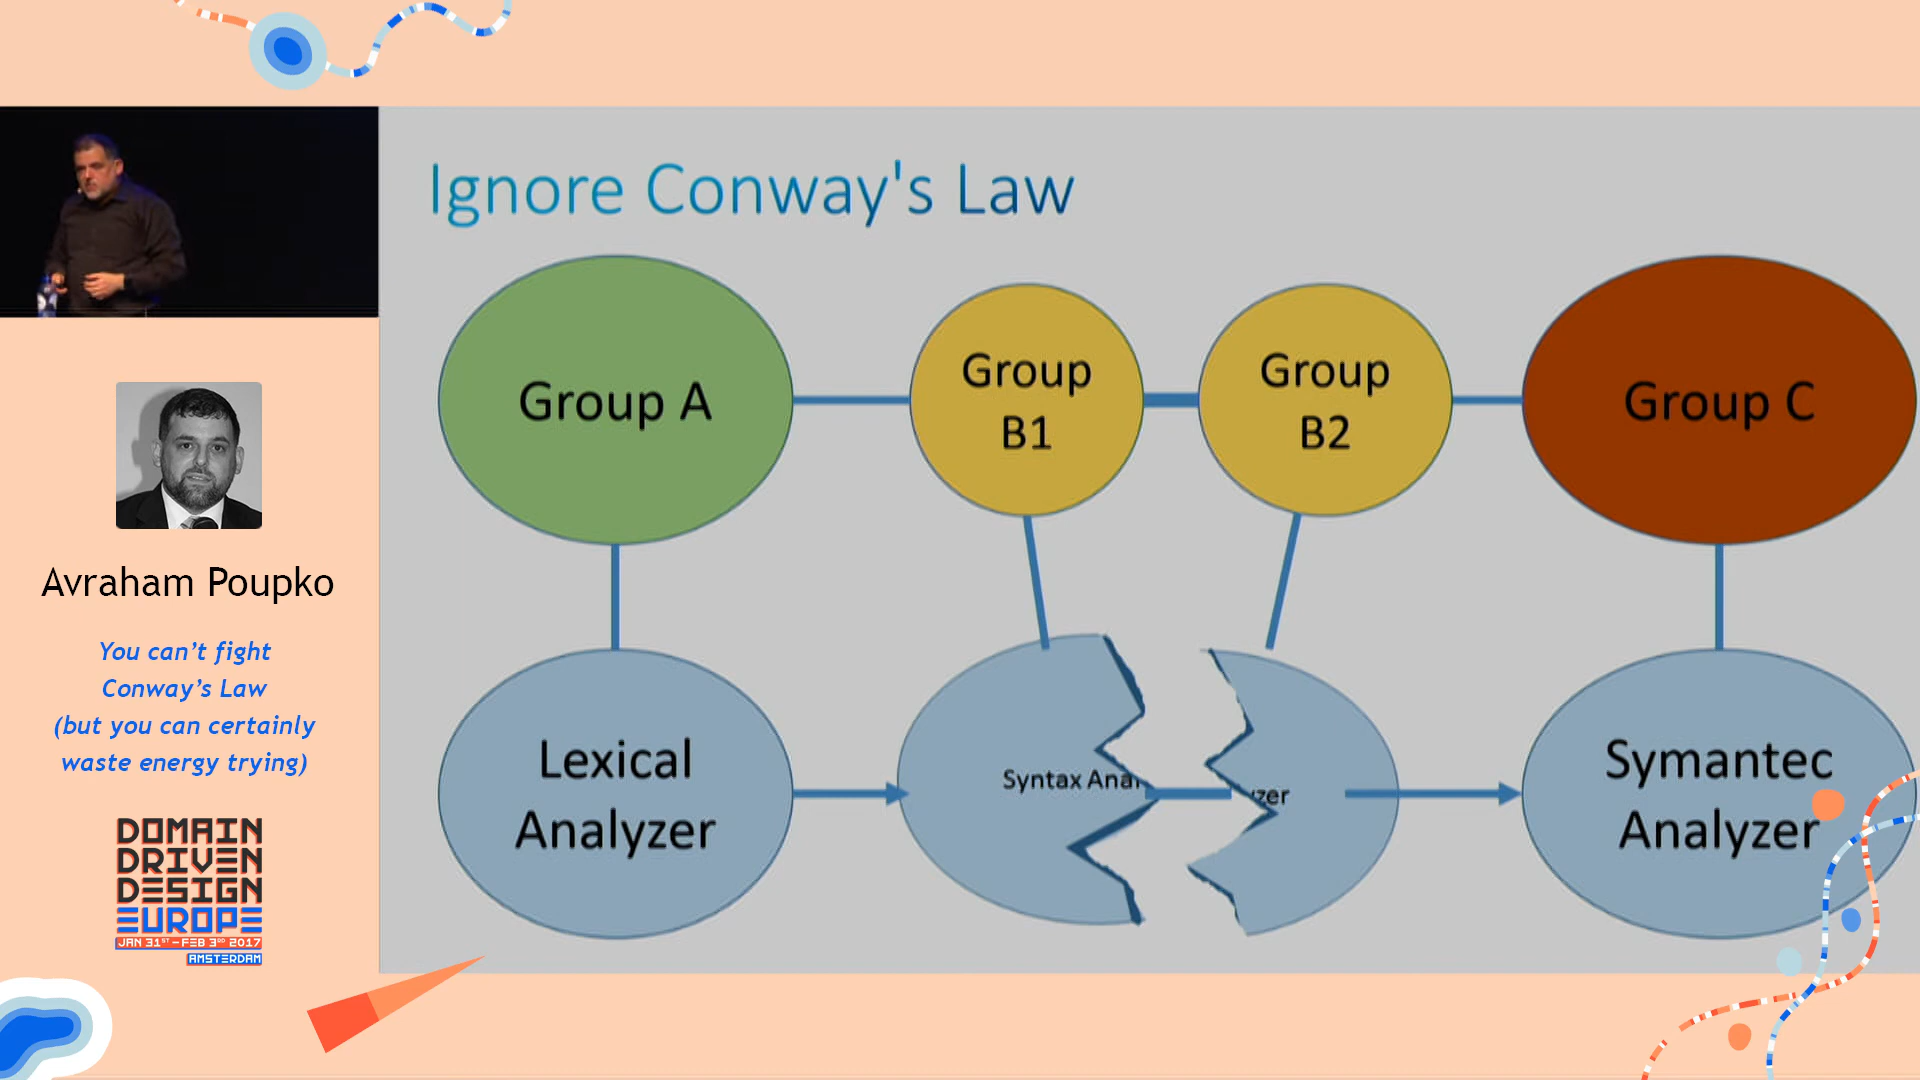 Ignore Conway's Law
Group A
Group
B1
Group
B2
Group C
Lexical
Analyzer
Syntax Anal
yzer
Symantec
Analyzer
Avraham Poupko
You can't fight
Conway's Law
(but you can certainly
waste energy trying)
DOMAIN
DRIVEN
DESIGN
EUROPE
JAN 31ST - FEB 3RD 2017
AMSTERDAM